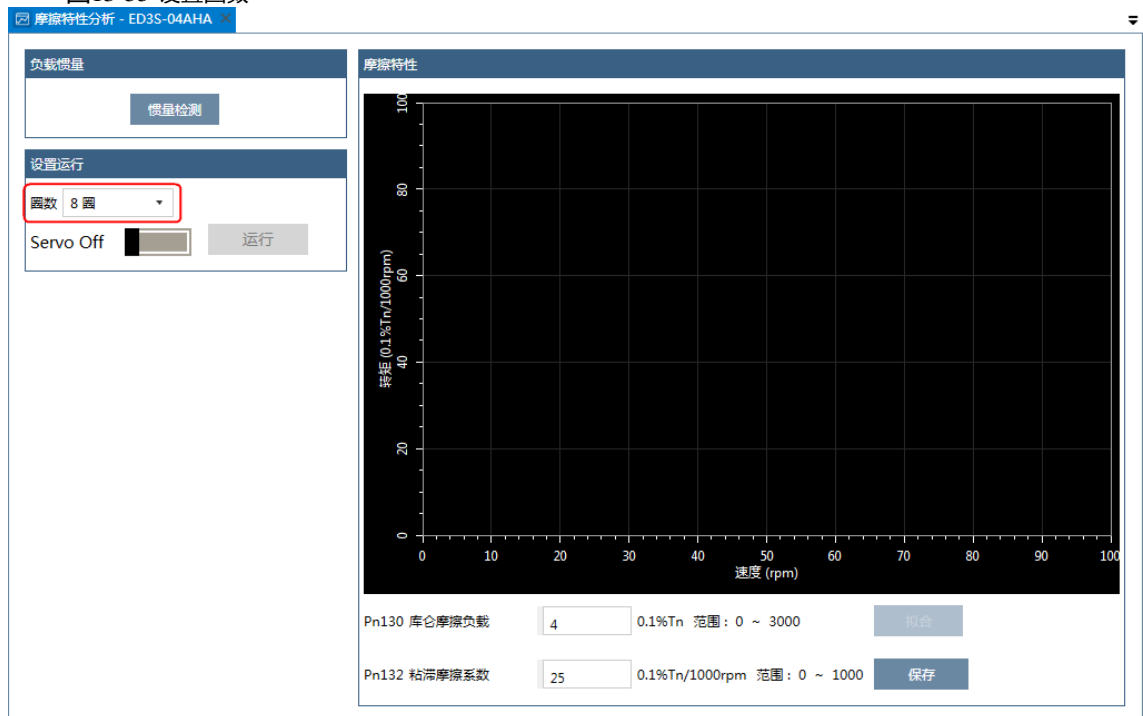 摩擦特性分析 - ED3S-04AHA ×
负载惯量
惯量检测
设置运行
圈数 8 圈
Servo Off 运行
摩擦特性
100
80
60
40
20
0
转矩 (0.1%Tn/1000rpm)
0 10 20 30 40 50 60 70 80 90 100
速度 (rpm)
Pn130 库仑摩擦负载 4 0.1%Tn 范围: 0 ~ 3000 拟合
Pn132 粘滞摩擦系数 25 0.1%Tn/1000rpm 范围: 0 ~ 1000 保存